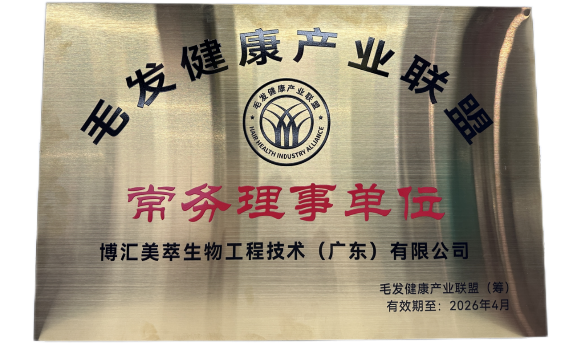 毛发健康产业联盟
毛发健康产业联盟
HAIR HEALTH INDUSTRY ALLIANCE
常务理事单位
博汇美萃生物工程技术（广东）有限公司
毛发健康产业联盟（筹）
有效期至：2026年4月